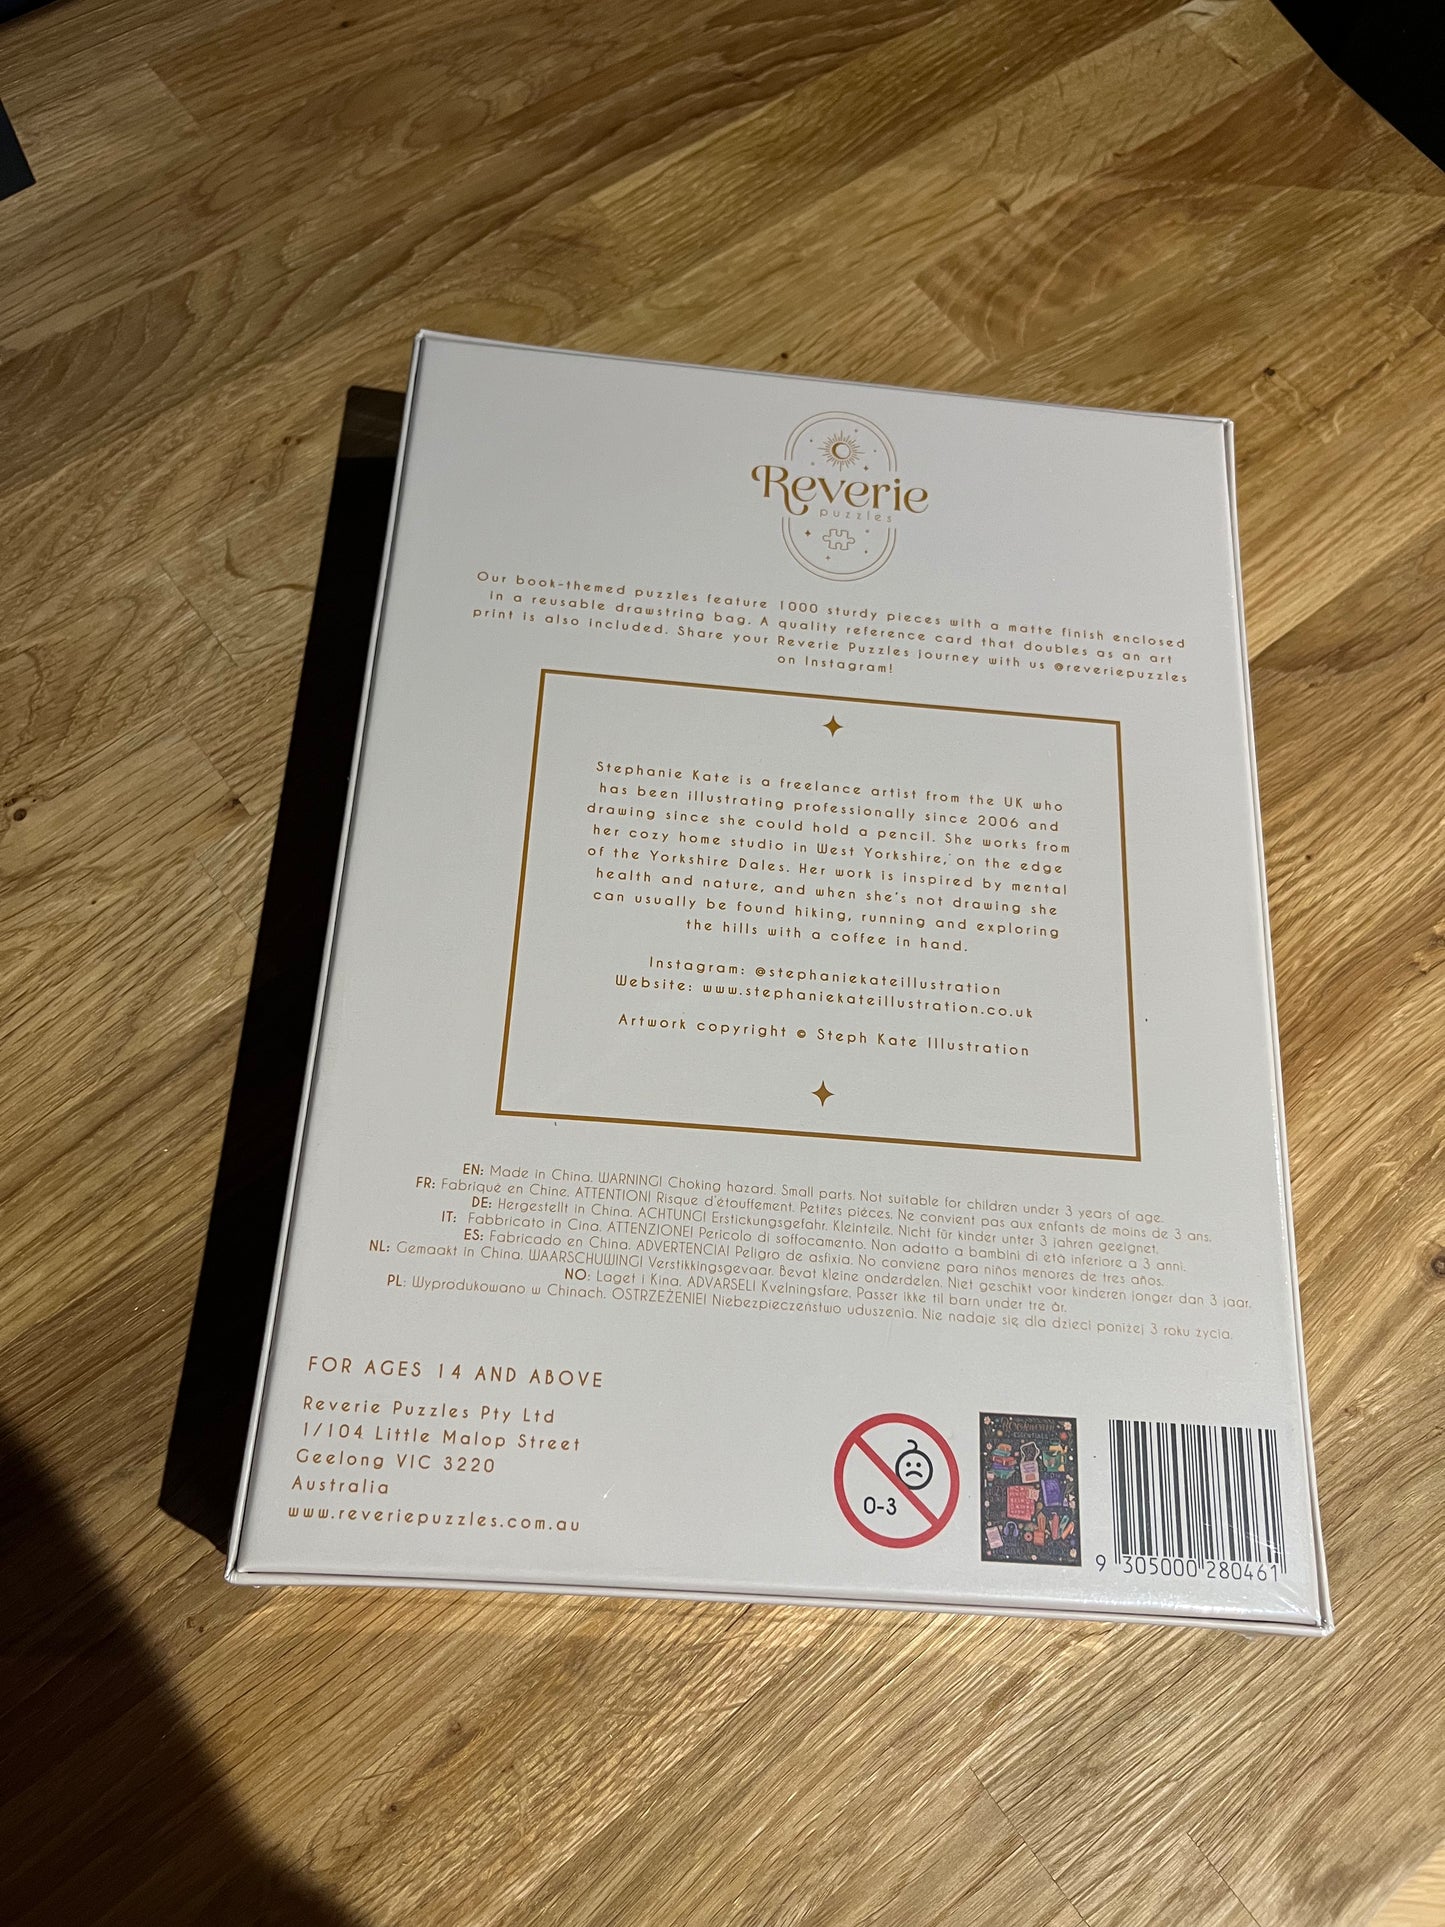 Reverie
puzzles
Our book-themed puzzles feature 1000 sturdy pieces with a matte finish enclosed
in a reusable drawstring bag. A quality reference card that doubles as an art
print is also included. Share your Reverie Puzzles journey with us @reveriepuzzles
on Instagram!
Stephanie Kate is a freelance artist from the UK who
has been illustrating professionally since 2006 and
drawing since she could hold a pencil. She works from
her cozy home studio in West Yorkshire, on the edge
of the Yorkshire Dales. Her work is inspired by mental
health and nature, and when she's not drawing she
can usually be found hiking, running and exploring
the hills with a coffee in hand.
Instagram: @stephaniekateillustration
Website: www.stephaniekateillustration.co.uk
Artwork copyright © Steph Kate Illustration
EN: Made in China. WARNING! Choking hazard. Small parts. Not suitable for children under 3 years of age.
FR: Fabriqué en Chine. ATTENTION! Risque d'étouffement. Petites pièces. Ne convient pas aux enfants de moins de 3 ans.
DE: Hergestellt in China. ACHTUNG! Erstickungsgefahr. Kleinteile. Nicht für kinder unter 3 jahren geeignet.
IT: Fabbricato in Cina. ATTENZIONE! Pericolo di soffocamento. Non adatto a bambini di età inferiore a 3 anni.
ES: Fabricado en China. ADVERTENCIA! Peligro de asfixia. No conviene para niños menores de tres años.
NL: Gemaakt in China. WAARSCHUWING! Verstikkingsgevaar. Bevat kleine onderdelen. Niet geschikt voor kinderen jonger dan 3 jaar.
NO: Laget i Kina. ADVARSEL! Kvelningsfare. Passer ikke til barn under tre år.
PL: Wyprodukowano w Chinach. OSTRZEŻENIE! Niebezpieczeństwo uduszenia. Nie nadaje się dla dzieci poniżej 3 roku życia.
FOR AGES 14 AND ABOVE
Reverie Puzzles Pty Ltd
1/104 Little Malop Street
Geelong VIC 3220
Australia
www.reveriepuzzles.com.au
0-3
Bookworm
ESSENTIALS
9 305000 280461